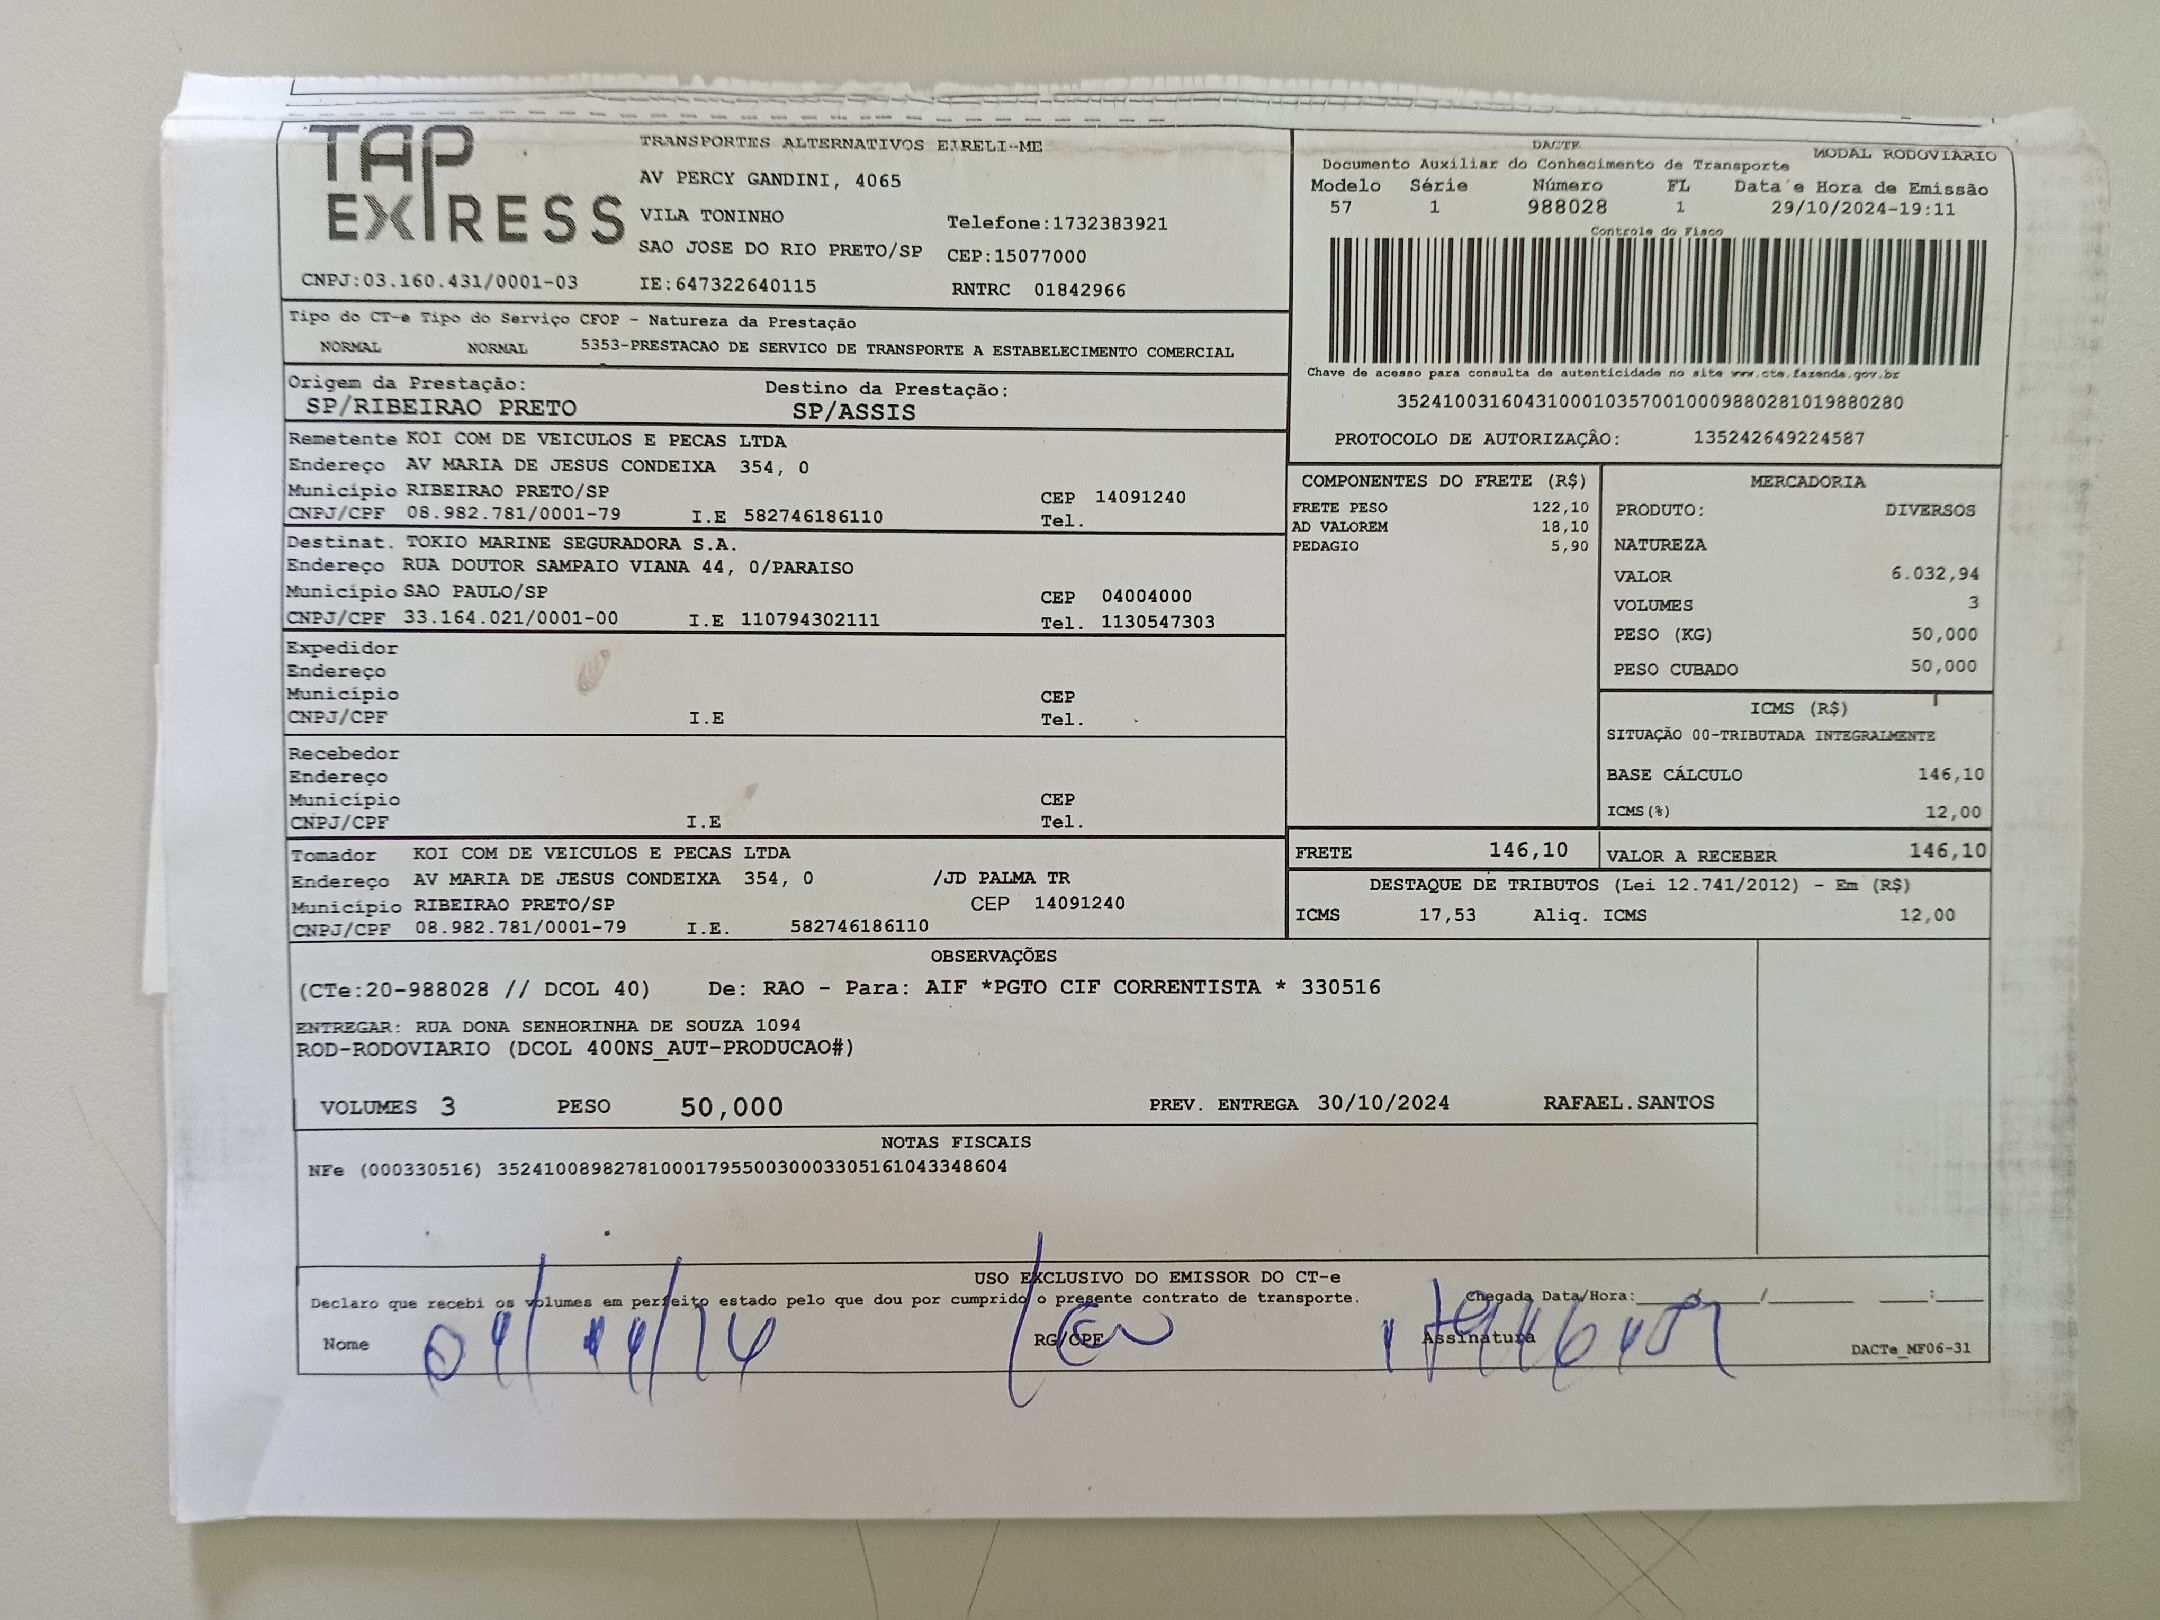 TAP EXPRESS
TRANSPORTES ALTERNATIVOS EIRELI-ME
AV PERCY GANDINI, 4065
VILA TONINHO Telefone:1732383921
SAO JOSE DO RIO PRETO/SP CEP:15077000
CNPJ:03.160.431/0001-03 IE:647322640115 RNTRC 01842966
DACTE
Documento Auxiliar do Conhecimento de Transporte MODAL RODOVIARIO
Modelo Série Número FL Data e Hora de Emissão
57 1 988028 1 29/10/2024-19:11
Controle do Fisco
Chave de acesso para consulta de autenticidade no site www.cte.fazenda.gov.br
35241003160431000103570010009880281019880280
PROTOCOLO DE AUTORIZAÇÃO: 135242649224587
Tipo do CT-e Tipo do Serviço CFOP - Natureza da Prestação
NORMAL NORMAL 5353-PRESTACAO DE SERVICO DE TRANSPORTE A ESTABELECIMENTO COMERCIAL
Origem da Prestação: Destino da Prestação:
SP/RIBEIRAO PRETO SP/ASSIS
Remetente KOI COM DE VEICULOS E PECAS LTDA
Endereço AV MARIA DE JESUS CONDEIXA 354, 0
Município RIBEIRAO PRETO/SP CEP 14091240
CNPJ/CPF 08.982.781/0001-79 I.E 582746186110 Tel.
Destinat. TOKIO MARINE SEGURADORA S.A.
Endereço RUA DOUTOR SAMPAIO VIANA 44, 0/PARAISO
Município SAO PAULO/SP CEP 04004000
CNPJ/CPF 33.164.021/0001-00 I.E 110794302111 Tel. 1130547303
Expedidor
Endereço
Município CEP
CNPJ/CPF I.E Tel.
Recebedor
Endereço
Município CEP
CNPJ/CPF I.E Tel.
Tomador KOI COM DE VEICULOS E PECAS LTDA
Endereço AV MARIA DE JESUS CONDEIXA 354, 0 /JD PALMA TR
Município RIBEIRAO PRETO/SP CEP 14091240
CNPJ/CPF 08.982.781/0001-79 I.E. 582746186110
COMPONENTES DO FRETE (R$)
FRETE PESO 122,10
AD VALOREM 18,10
PEDAGIO 5,90
MERCADORIA
PRODUTO: DIVERSOS
NATUREZA
VALOR 6.032,94
VOLUMES 3
PESO (KG) 50,000
PESO CUBADO 50,000
ICMS (R$)
SITUAÇÃO 00-TRIBUTADA INTEGRALMENTE
BASE CÁLCULO 146,10
ICMS(%) 12,00
FRETE 146,10 VALOR A RECEBER 146,10
DESTAQUE DE TRIBUTOS (Lei 12.741/2012) - Em (R$)
ICMS 17,53 Aliq. ICMS 12,00
OBSERVAÇÕES
(CTe:20-988028 // DCOL 40) De: RAO - Para: AIF *PGTO CIF CORRENTISTA * 330516
ENTREGAR: RUA DONA SENHORINHA DE SOUZA 1094
ROD-RODOVIARIO (DCOL 400NS_AUT-PRODUCAO#)
VOLUMES 3 PESO 50,000 PREV. ENTREGA 30/10/2024 RAFAEL.SANTOS
NOTAS FISCAIS
NFe (000330516) 35241008982781000179550030003305161043348604
USO EXCLUSIVO DO EMISSOR DO CT-e
Declaro que recebi os volumes em perfeito estado pelo que dou por cumprido o presente contrato de transporte. Chegada Data/Hora:____/____/____ ___:___
Nome RG/CPF Assinatura
DACTe_MF06-31